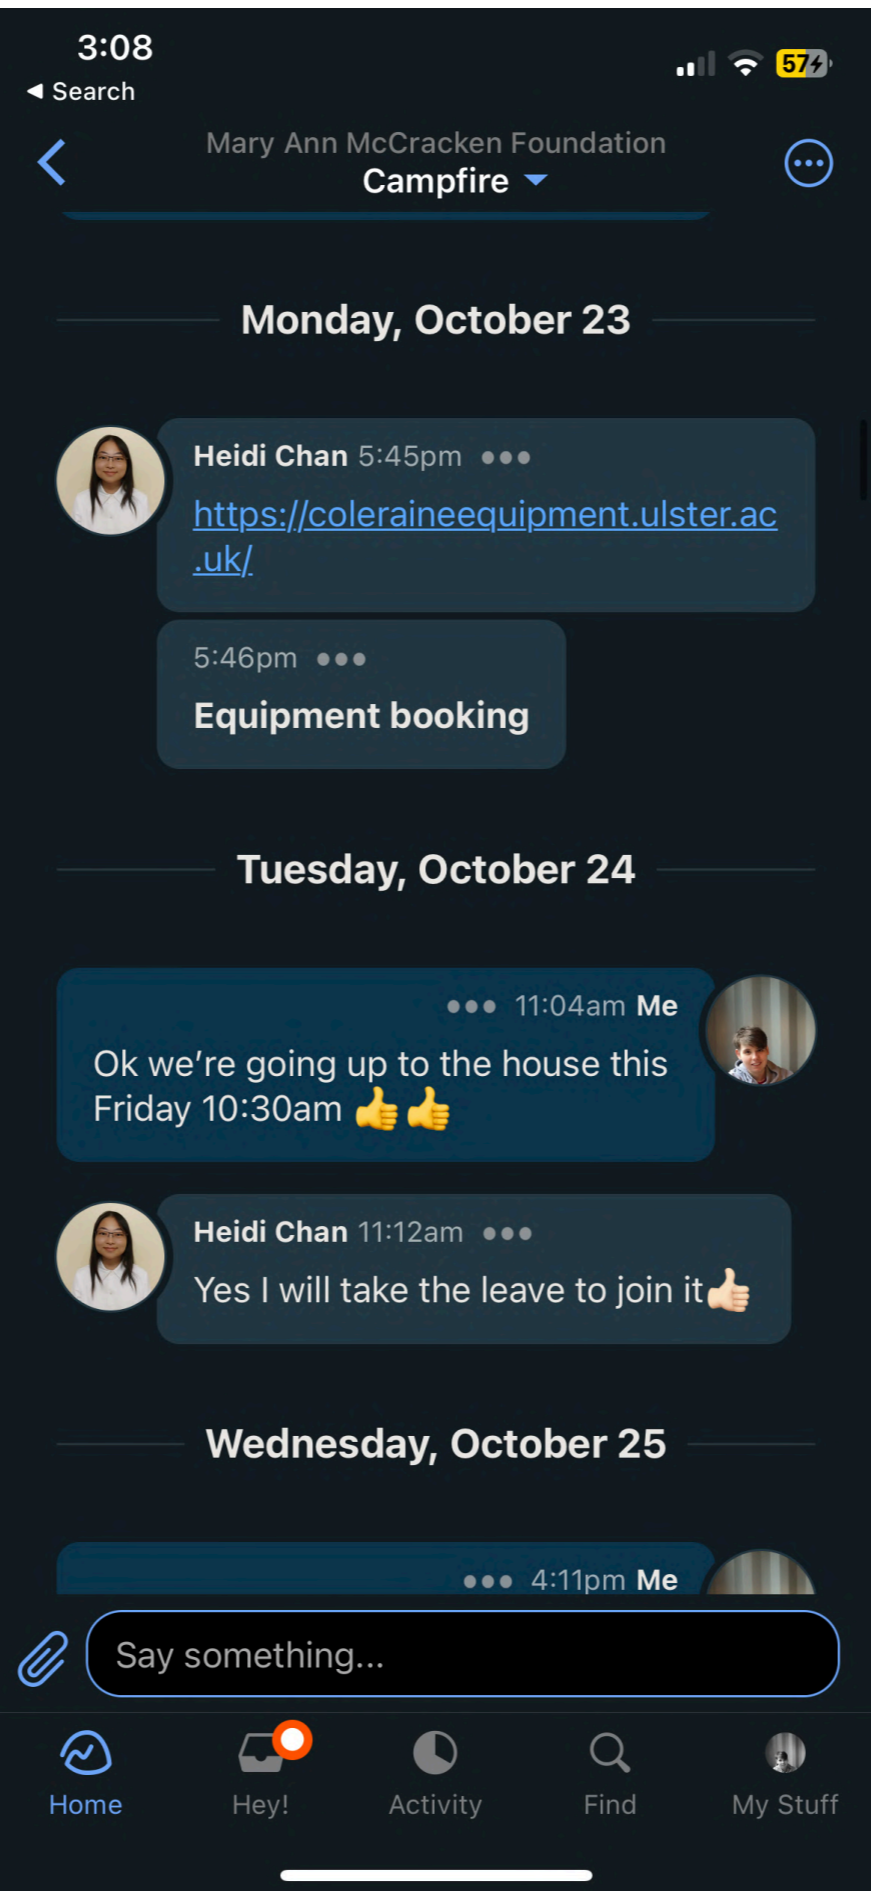 3:08
◀ Search
57
Mary Ann McCracken Foundation
Campfire
Monday, October 23
Heidi Chan 5:45pm •••
https://coleraineequipment.ulster.ac
.uk/
5:46pm •••
Equipment booking
Tuesday, October 24
••• 11:04am Me
Ok we’re going up to the house this
Friday 10:30am 👍👍
Heidi Chan 11:12am •••
Yes I will take the leave to join it👍🏻
Wednesday, October 25
••• 4:11pm Me
Say something...
Home
Hey!
Activity
Find
My Stuff